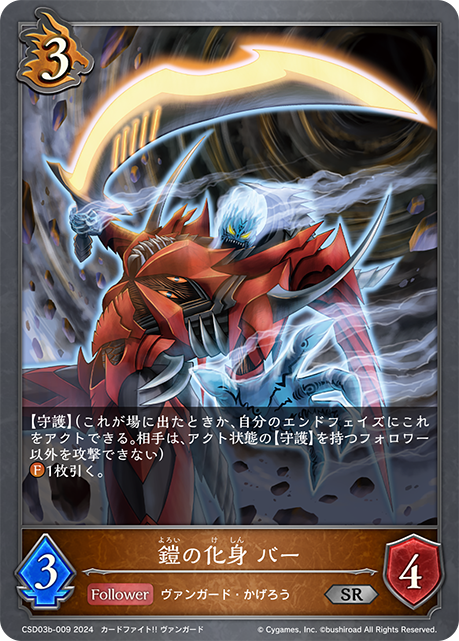 3
【守護】(これが場に出たときか、自分のエンドフェイズにこれ
をアクトできる。相手は、アクト状態の【守護】を持つフォロワー
以外を攻撃できない)
F 1枚引く。
よろい けしん
鎧の化身 バー
3
4
Follower ヴァンガード・かげろう SR
CSD03b-009 2024 カードファイト!! ヴァンガード © Cygames, Inc. ©bushiroad All Rights Reserved.